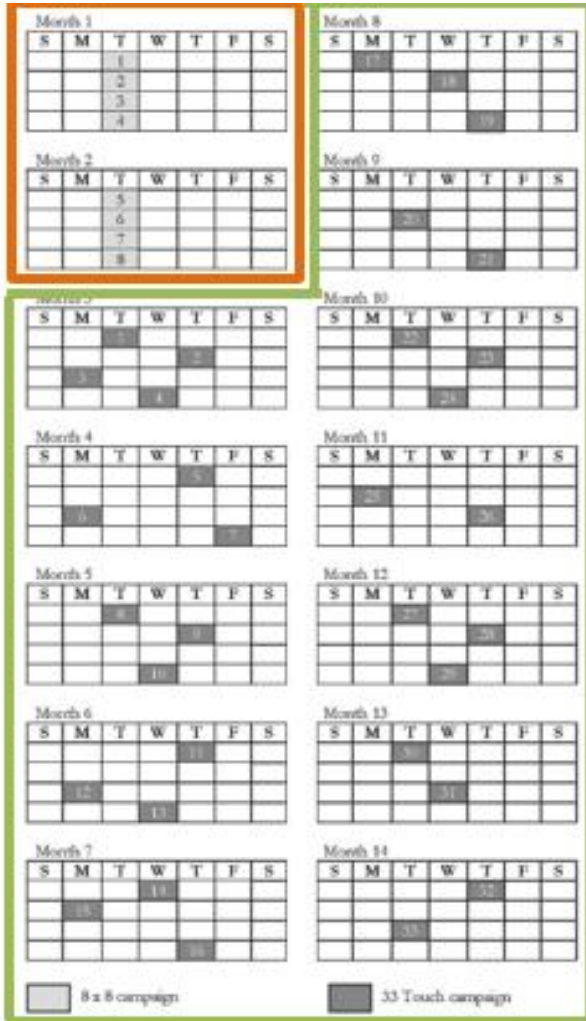 Month 1
S M T W T F S
1
2
3
4
Month 2
S M T W T F S
5
6
7
8
Month 3
S M T W T F S
1
2
3
4
Month 4
S M T W T F S
5
6
7
Month 5
S M T W T F S
8
9
10
Month 6
S M T W T F S
11
12
13
Month 7
S M T W T F S
14
15
16
Month 8
S M T W T F S
17
18
19
Month 9
S M T W T F S
20
21
Month 10
S M T W T F S
22
23
24
Month 11
S M T W T F S
25
26
Month 12
S M T W T F S
27
28
29
Month 13
S M T W T F S
30
31
Month 14
S M T W T F S
32
33
8 x 8 campaign
33 Touch campaign